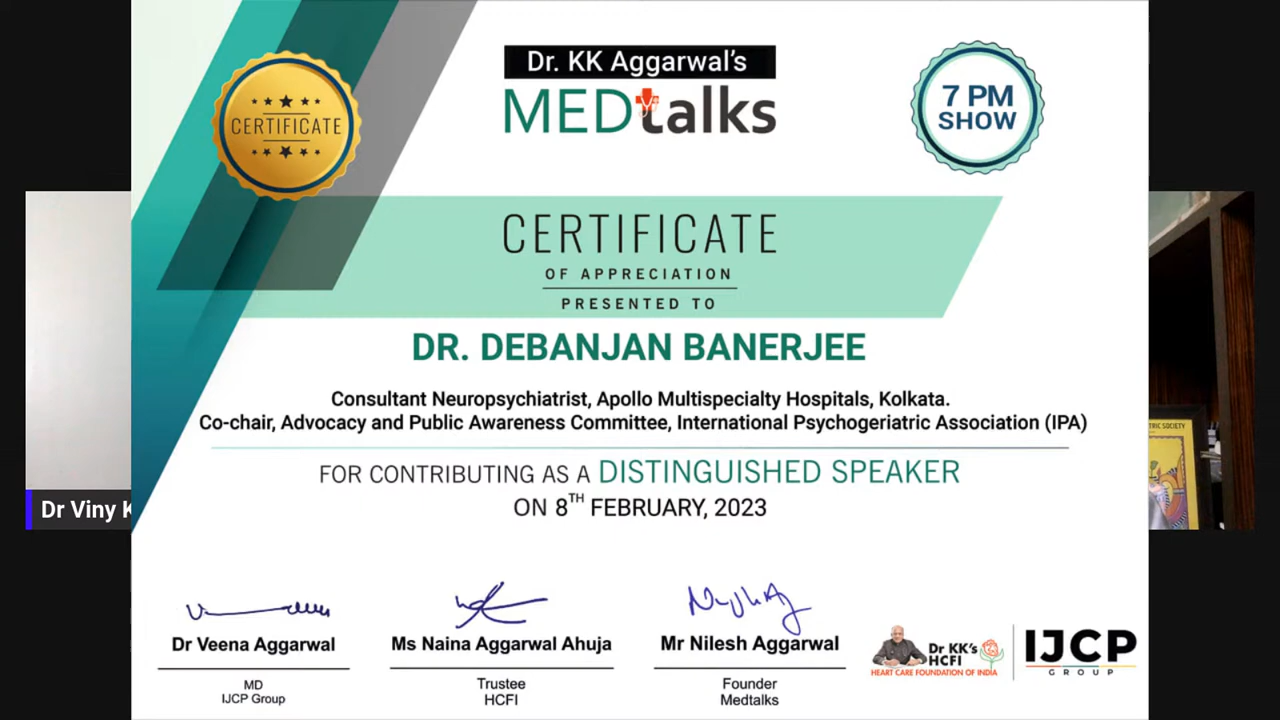 Dr. KK Aggarwal's
MEDtalks
CERTIFICATE
7 PM
SHOW
CERTIFICATE
OF APPRECIATION
PRESENTED TO
DR. DEBANJAN BANERJEE
Consultant Neuropsychiatrist, Apollo Multispecialty Hospitals, Kolkata.
Co-chair, Advocacy and Public Awareness Committee, International Psychogeriatric Association (IPA)
FOR CONTRIBUTING AS A DISTINGUISHED SPEAKER
ON 8TH FEBRUARY, 2023
TRIC SOCIETY
Dr Viny K
Dr Veena Aggarwal
MD
IJCP Group
Ms Naina Aggarwal Ahuja
Trustee
HCFI
Mr Nilesh Aggarwal
Founder
Medtalks
Dr KK's
HCFI
HEART CARE FOUNDATION OF INDIA
IJCP
GROUP